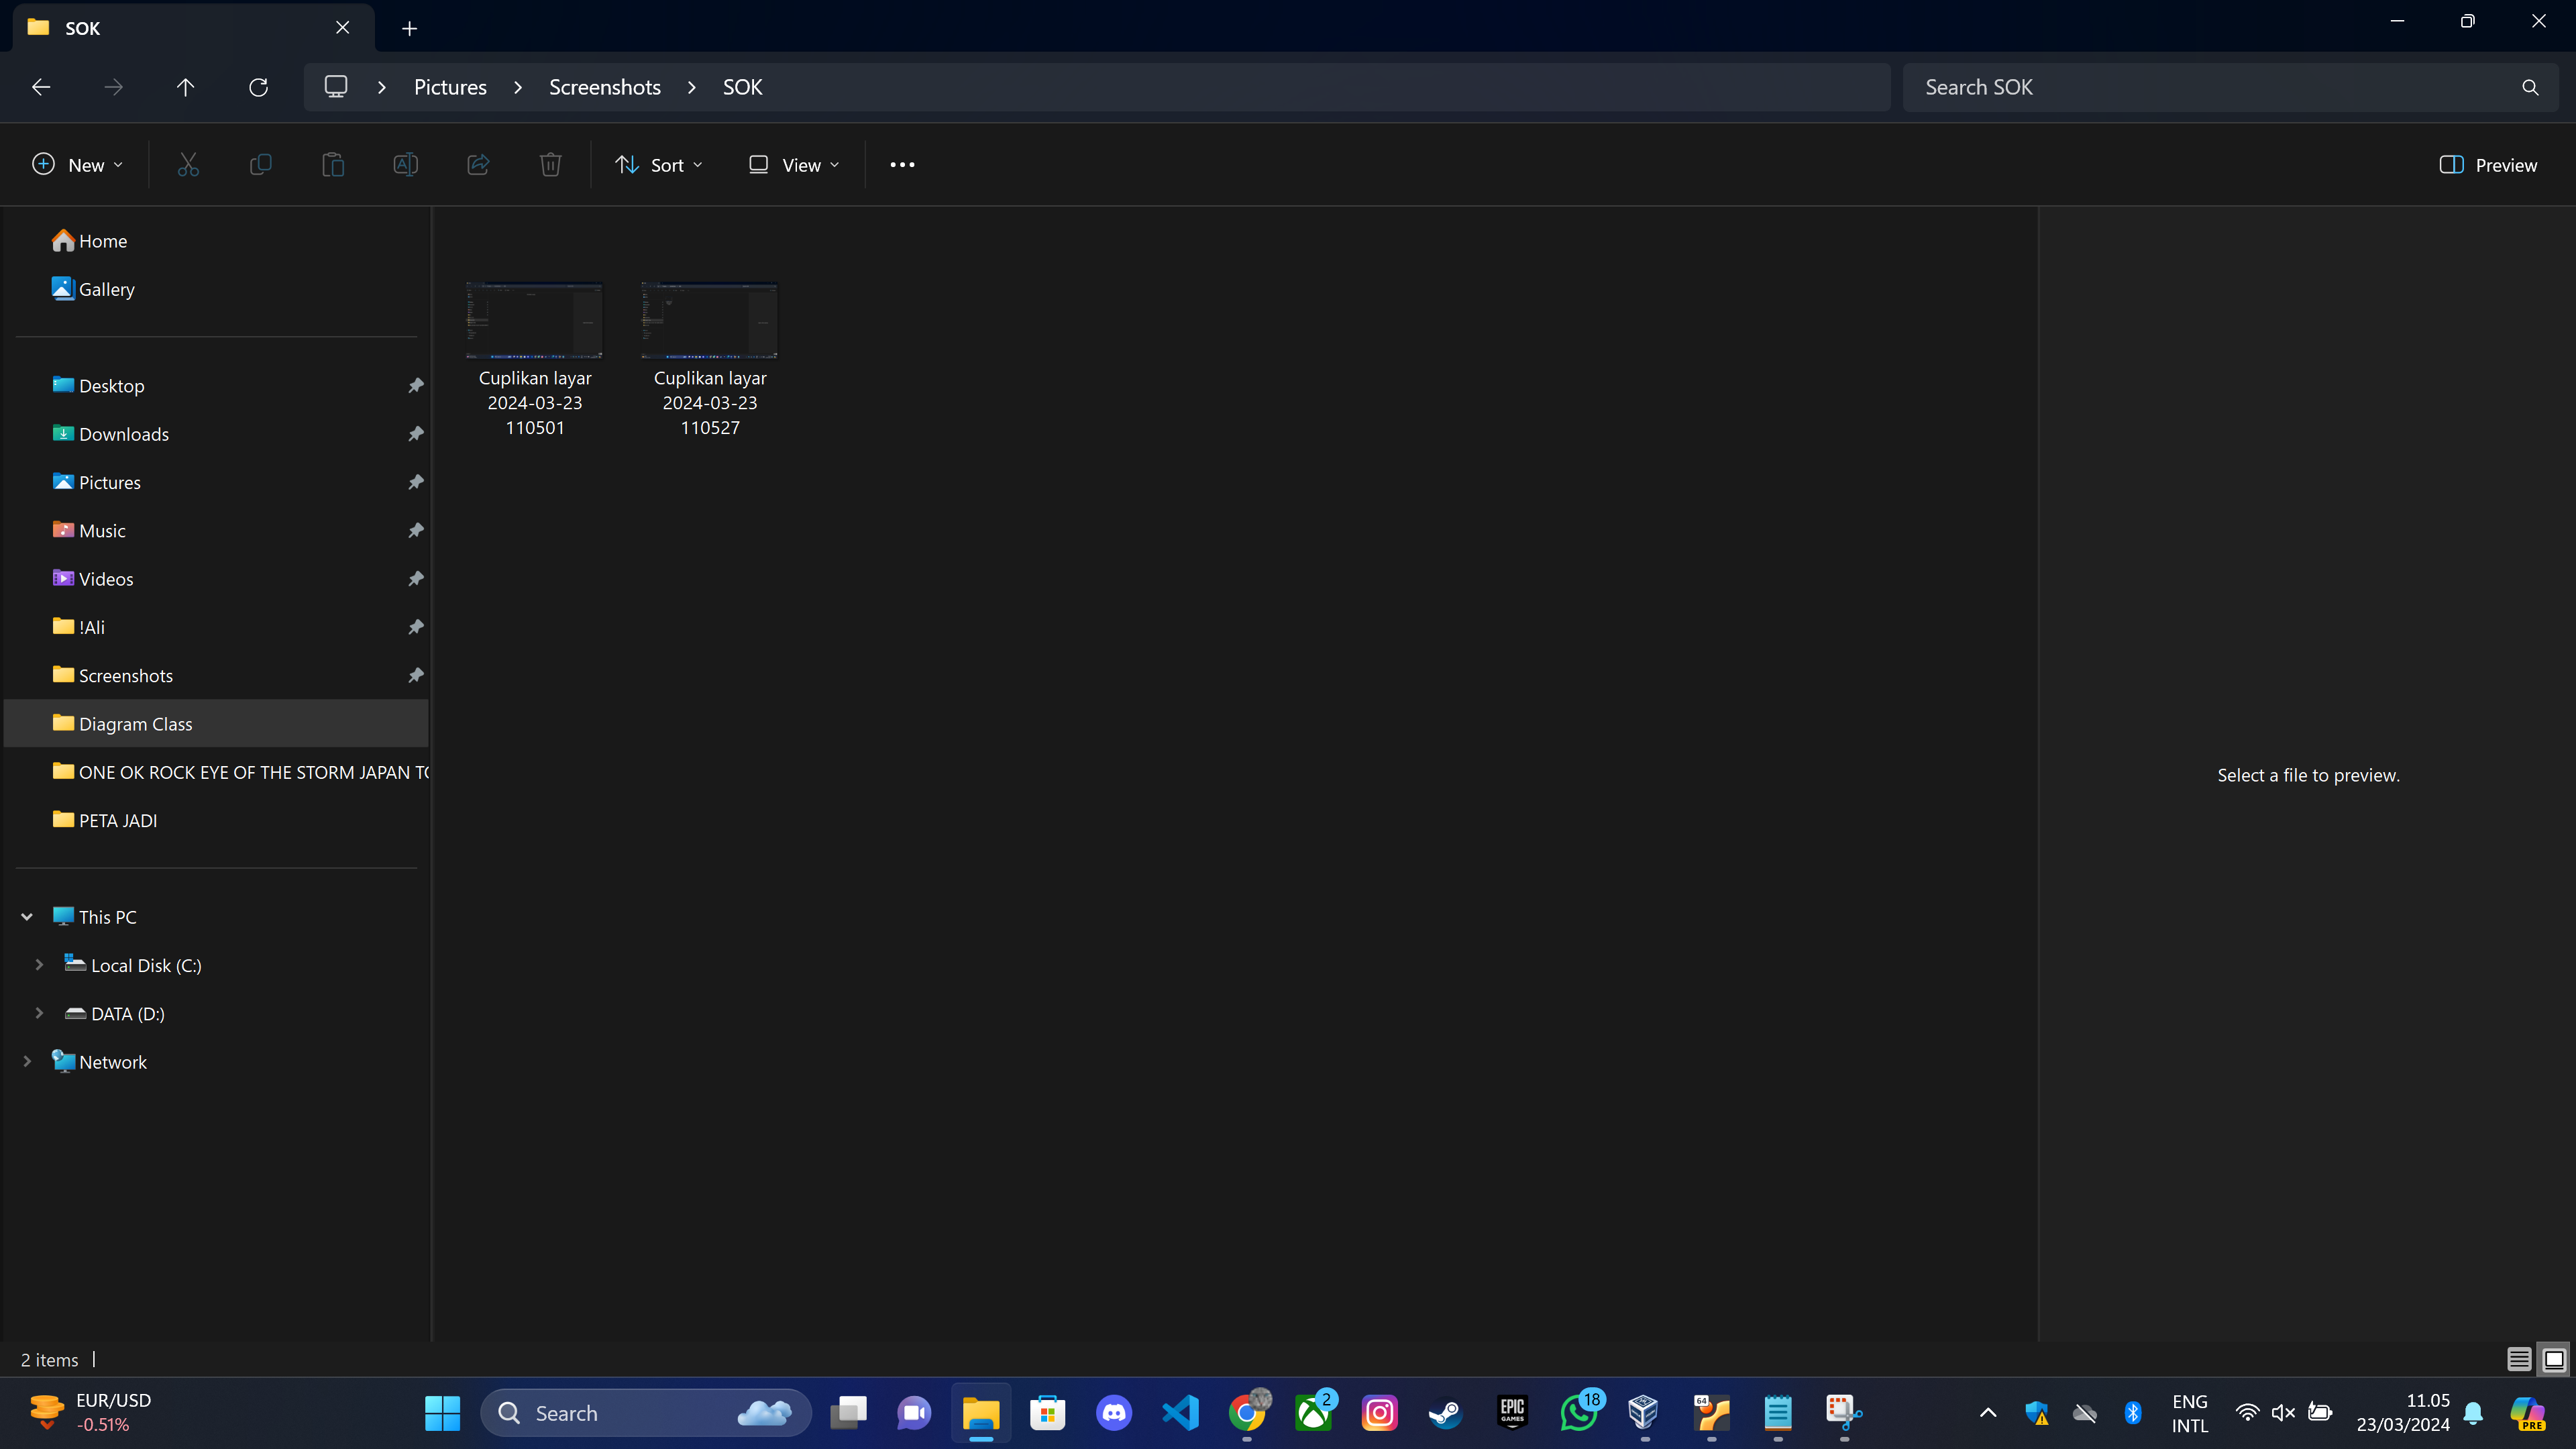 SOK
Pictures
Screenshots
SOK
Search SOK
New
Sort
View
Preview
Home
Gallery
Desktop
Downloads
Pictures
Music
Videos
!Ali
Screenshots
Diagram Class
ONE OK ROCK EYE OF THE STORM JAPAN TO
PETA JADI
This PC
Local Disk (C:)
DATA (D:)
Network
Cuplikan layar
2024-03-23
110501
Cuplikan layar
2024-03-23
110527
Select a file to preview.
2 items
EUR/USD
-0.51%
Search
2
EPIC
GAMES
18
64
ENG
INTL
11.05
23/03/2024
PRE